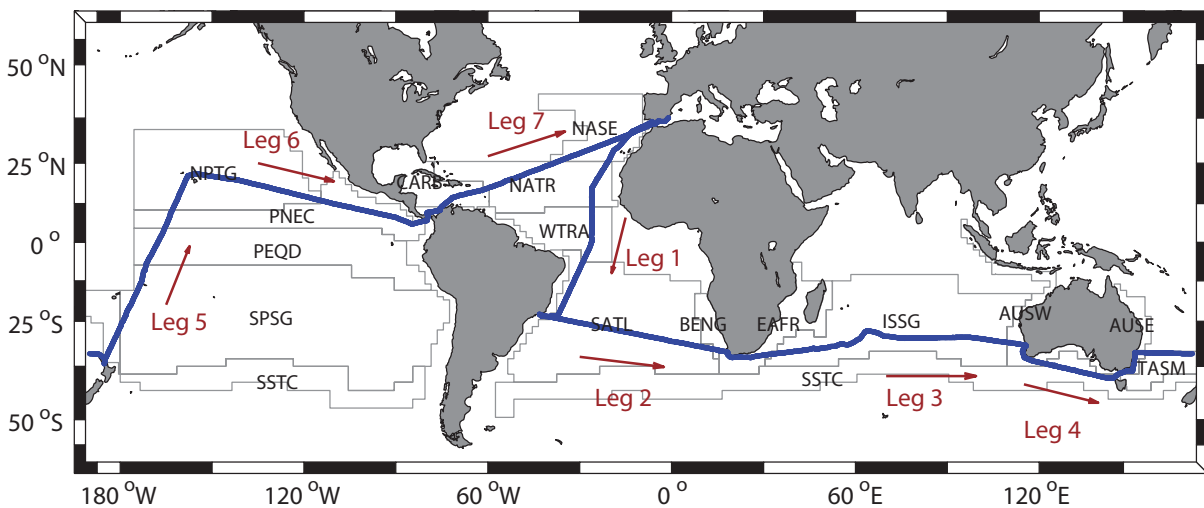 50 °N
25 °N
0 °
25 °S
50 °S
Leg 7
NASE
Leg 6
NPTG
CARB
NATR
PNEC
WTRA
PEQD
Leg 1
Leg 5
SPSG
SATL
BENG
EAFR
ISSG
AUSW
AUSE
SSTC
SSTC
TASM
Leg 2
Leg 3
Leg 4
180 °W
120 °W
60 °W
0 °
60 °E
120 °E